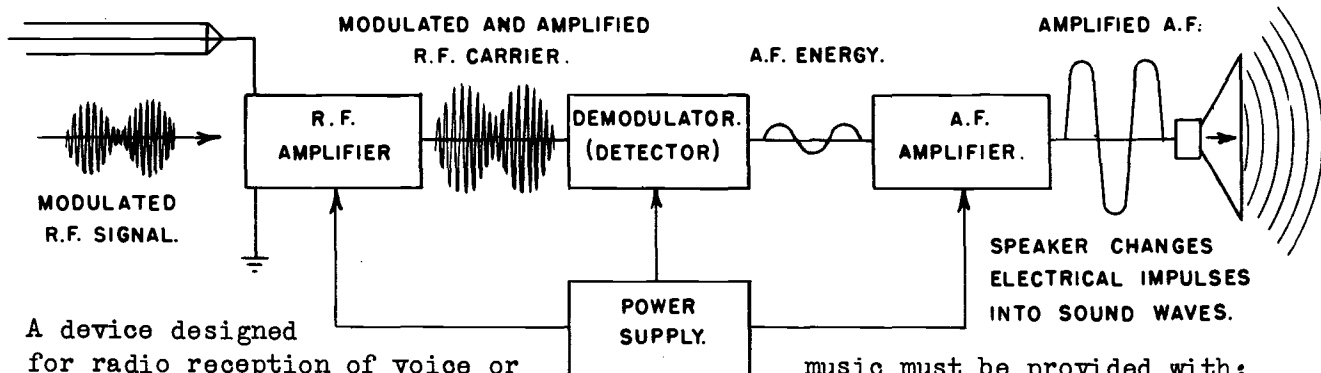 MODULATED AND AMPLIFIED
R.F. CARRIER.
A.F. ENERGY.
AMPLIFIED A.F:
R.F.
AMPLIFIER
DEMODULATOR.
(DETECTOR)
A.F.
AMPLIFIER.
MODULATED
R.F. SIGNAL.
SPEAKER CHANGES
ELECTRICAL IMPULSES
INTO SOUND WAVES.
POWER
SUPPLY.
A device designed
for radio reception of voice or music must be provided with: